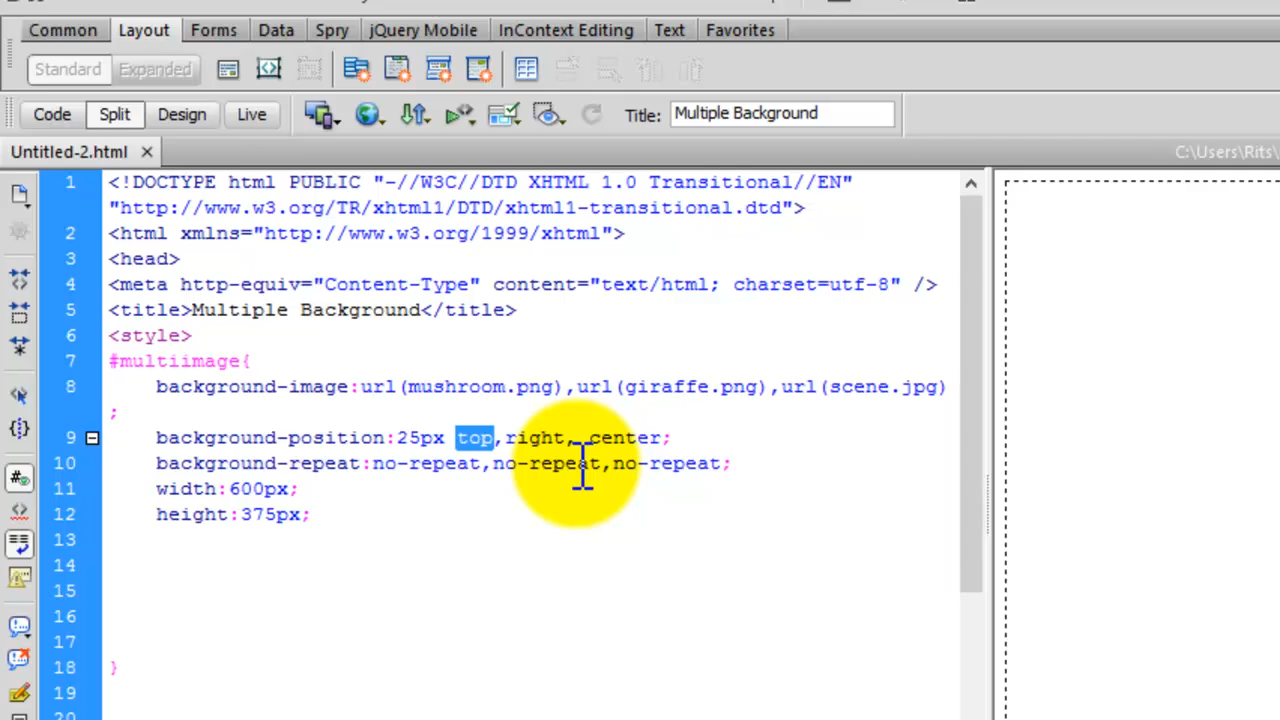 Common Layout Forms Data Spry jQuery Mobile InContext Editing Text Favorites
Standard Expanded
Code Split Design Live Title: Multiple Background
Untitled-2.html × C:\Users\Rits\
1 <!DOCTYPE html PUBLIC "-//W3C//DTD XHTML 1.0 Transitional//EN"
"http://www.w3.org/TR/xhtml1/DTD/xhtml1-transitional.dtd">
2 <html xmlns="http://www.w3.org/1999/xhtml">
3 <head>
4 <meta http-equiv="Content-Type" content="text/html; charset=utf-8" />
5 <title>Multiple Background</title>
6 <style>
7 #multiimage{
8 background-image:url(mushroom.png),url(giraffe.png),url(scene.jpg)
;
9 background-position:25px top,right, center;
10 background-repeat:no-repeat,no-repeat,no-repeat;
11 width:600px;
12 height:375px;
13
14
15
16
17
18 }
19
20